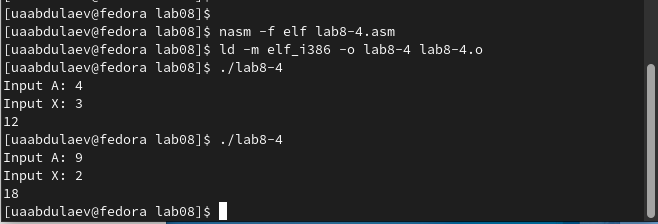 [uaabdulaev@fedora lab08]$
[uaabdulaev@fedora lab08]$ nasm -f elf lab8-4.asm
[uaabdulaev@fedora lab08]$ ld -m elf_i386 -o lab8-4 lab8-4.o
[uaabdulaev@fedora lab08]$ ./lab8-4
Input A: 4
Input X: 3
12
[uaabdulaev@fedora lab08]$ ./lab8-4
Input A: 9
Input X: 2
18
[uaabdulaev@fedora lab08]$